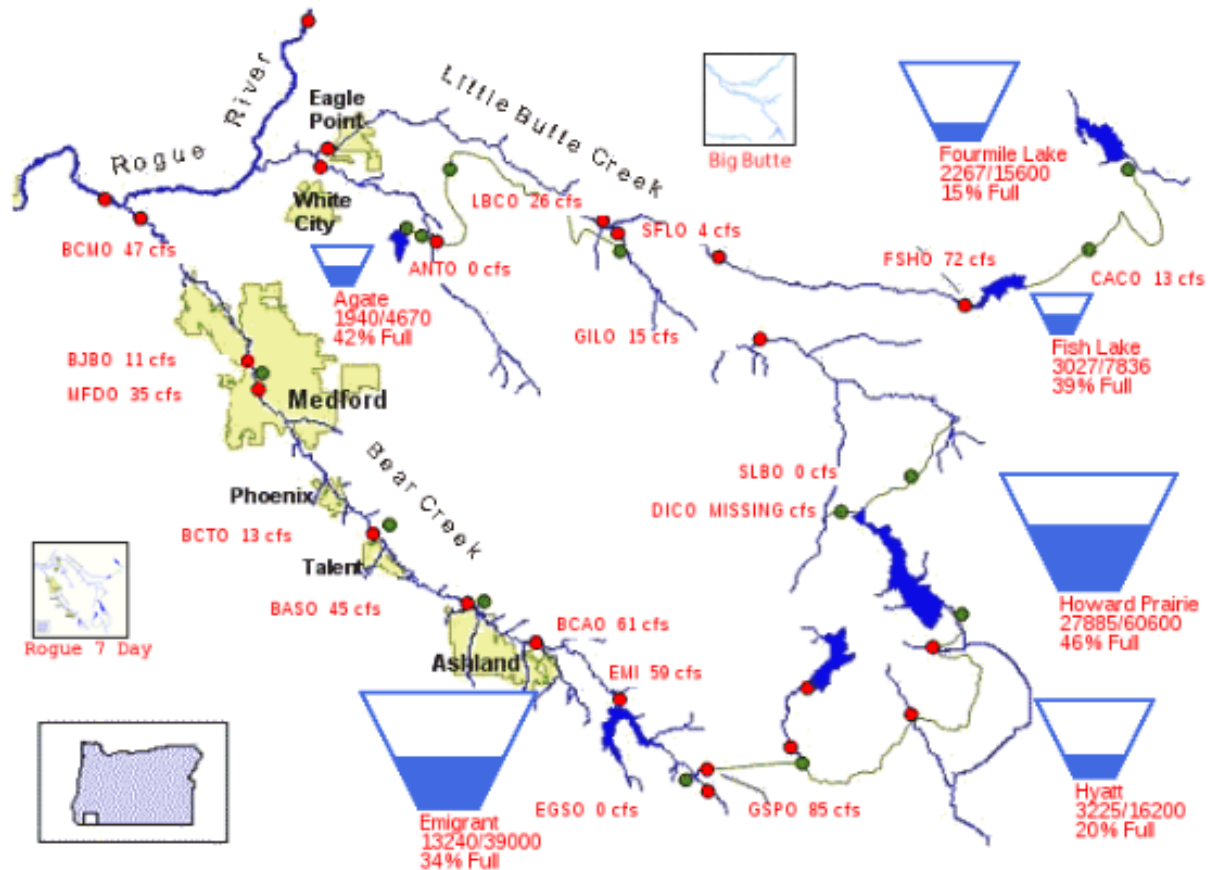 Rogue River
Eagle
Point
Little Butte Creek
Big Butte
Fourmile Lake
2267/15600
15% Full
White
City
LBCO 26 cfs
SFLO 4 cfs
BCMO 47 cfs
ANTO 0 cfs
FSHO 72 cfs
CACO 13 cfs
Agate
1940/4670
42% Full
GILO 15 cfs
Fish Lake
3027/7836
39% Full
BJBO 11 cfs
MFDO 35 cfs
Medford
Bear Creek
SLBO 0 cfs
DICO MISSING cfs
Phoenix
BCTO 13 cfs
Talent
BASO 45 cfs
Howard Prairie
27885/60600
46% Full
Rogue 7 Day
BCAO 61 cfs
Ashland
EMI 59 cfs
EGSO 0 cfs
GSPO 85 cfs
Hyatt
3225/16200
20% Full
Emigrant
13240/39000
34% Full